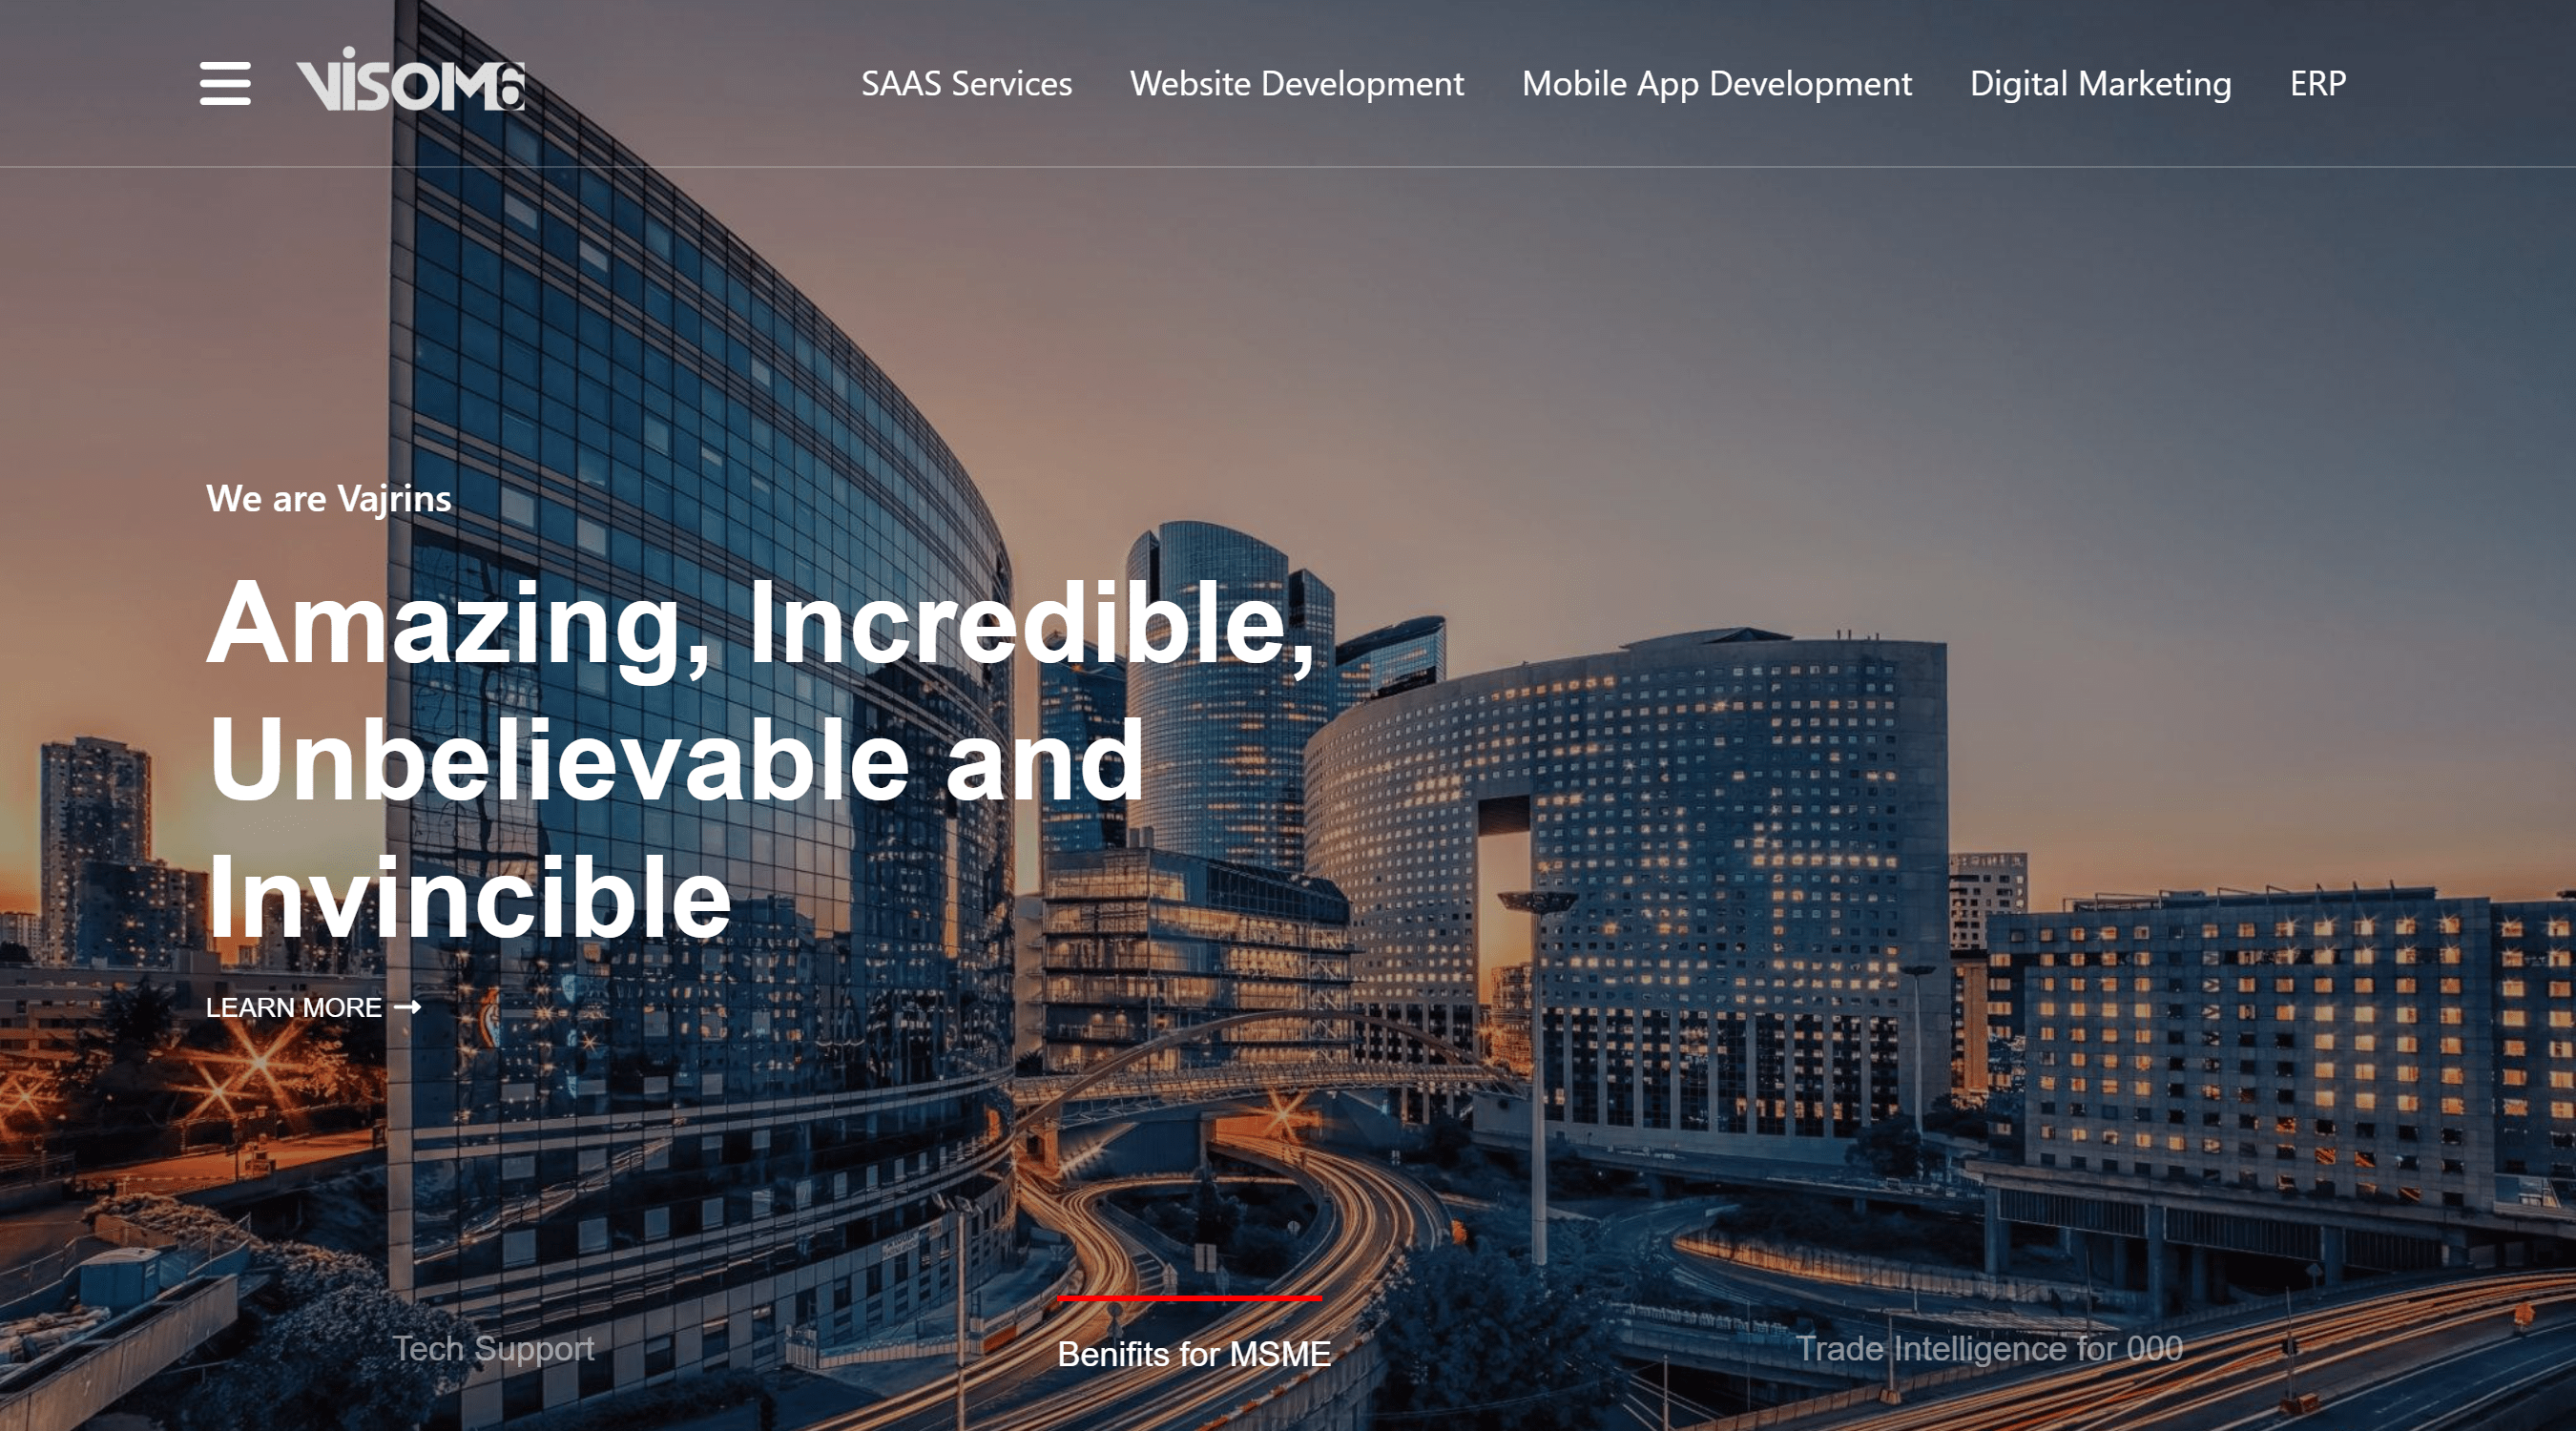 VISOM6
SAAS Services
Website Development
Mobile App Development
Digital Marketing
ERP
We are Vajrins
Amazing, Incredible,
Unbelievable and
Invincible
LEARN MORE
Tech Support
Benifits for MSME
Trade Intelligence for 000